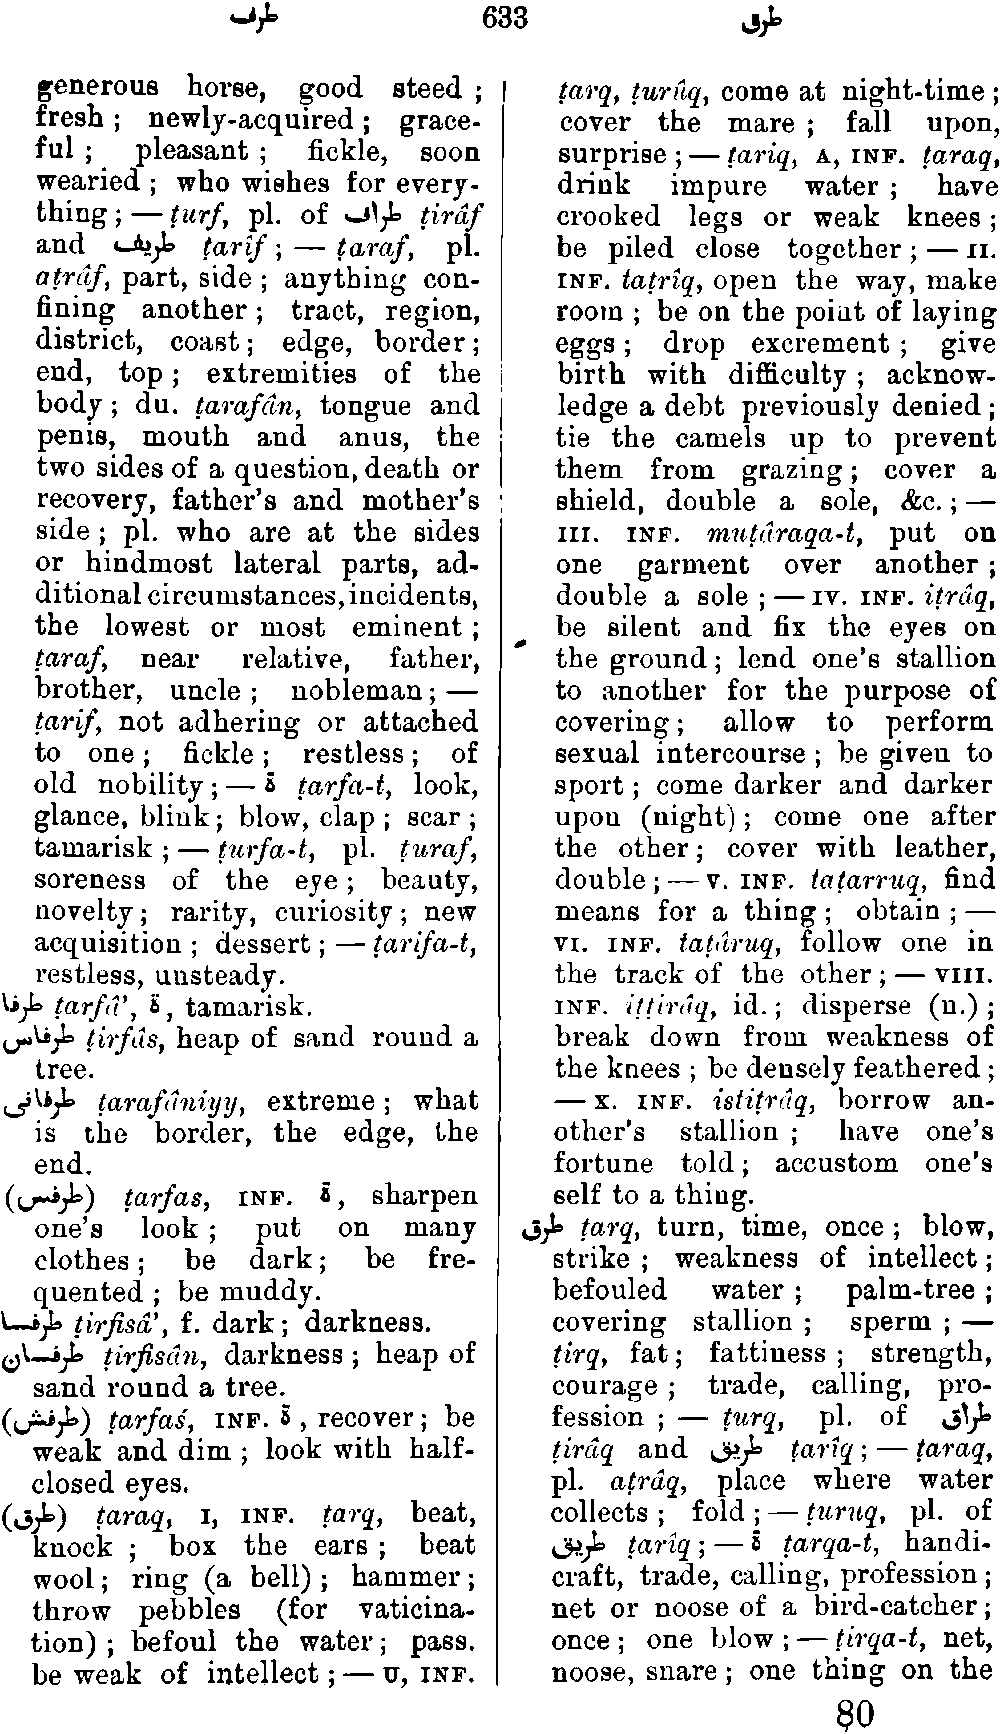 طرف 633 طرق
generous horse, good steed ;
fresh ; newly-acquired ; grace-
ful ; pleasant ; fickle, soon
wearied ; who wishes for every-
thing ; — ṭurf, pl. of طراف ṭirâf
and طريف ṭarîf ; — ṭaraf, pl.
aṭrâf, part, side ; anything con-
fining another ; tract, region,
district, coast ; edge, border ;
end, top ; extremities of the
body ; du. ṭarafân, tongue and
penis, mouth and anus, the
two sides of a question, death or
recovery, father's and mother's
side ; pl. who are at the sides
or hindmost lateral parts, ad-
ditional circumstances, incidents,
the lowest or most eminent ;
ṭaraf, near relative, father,
brother, uncle ; nobleman ; —
ṭarif, not adhering or attached
to one ; fickle ; restless ; of
old nobility ; — ة ṭarfa-t, look,
glance, blink ; blow, clap ; scar ;
tamarisk ; — ṭurfa-t, pl. ṭuraf,
soreness of the eye ; beauty,
novelty ; rarity, curiosity ; new
acquisition ; dessert ; — ṭarifa-t,
restless, unsteady.
طرفا ṭarfâ', ة, tamarisk.
طرفاس ṭirfâs, heap of sand round a
tree.
طرفانى ṭarafâniyy, extreme ; what
is the border, the edge, the
end.
(طرفس) ṭarfas, INF. ة, sharpen
one's look ; put on many
clothes ; be dark ; be fre-
quented ; be muddy.
طرفسا ṭirfisâ', f. dark ; darkness.
طرفسان ṭirfisân, darkness ; heap of
sand round a tree.
(طرفش) ṭarfaś, INF. ة, recover ; be
weak and dim ; look with half-
closed eyes.
(طرق) ṭaraq, I, INF. ṭarq, beat,
knock ; box the ears ; beat
wool ; ring (a bell) ; hammer ;
throw pebbles (for vaticina-
tion) ; befoul the water ; pass.
be weak of intellect ; — U, INF.
ṭarq, ṭurûq, come at night-time ;
cover the mare ; fall upon,
surprise ; — ṭariq, A, INF. ṭaraq,
drink impure water ; have
crooked legs or weak knees ;
be piled close together ; — II.
INF. taṭrîq, open the way, make
room ; be on the point of laying
eggs ; drop excrement ; give
birth with difficulty ; acknow-
ledge a debt previously denied ;
tie the camels up to prevent
them from grazing ; cover a
shield, double a sole, &c. ; —
III. INF. muṭâraqa-t, put on
one garment over another ;
double a sole ; — IV. INF. iṭrâq,
be silent and fix the eyes on
the ground ; lend one's stallion
to another for the purpose of
covering ; allow to perform
sexual intercourse ; be given to
sport ; come darker and darker
upon (night) ; come one after
the other ; cover with leather,
double ; — V. INF. taṭarruq, find
means for a thing ; obtain ; —
VI. INF. taṭâruq, follow one in
the track of the other ; — VIII.
INF. iṭṭirâq, id. ; disperse (n.) ;
break down from weakness of
the knees ; be densely feathered ;
— X. INF. istiṭrâq, borrow an-
other's stallion ; have one's
fortune told ; accustom one's
self to a thing.
طرق ṭarq, turn, time, once ; blow,
strike ; weakness of intellect ;
befouled water ; palm-tree ;
covering stallion ; sperm ; —
ṭirq, fat ; fattiness ; strength,
courage ; trade, calling, pro-
fession ; — ṭurq, pl. of طراق
ṭirâq and طريق ṭarîq ; — ṭaraq,
pl. aṭrâq, place where water
collects ; fold ; — ṭuruq, pl. of
طريق ṭarîq ; — ة ṭarqa-t, handi-
craft, trade, calling, profession ;
net or noose of a bird-catcher ;
once ; one blow ; — ṭirqa-t, net,
noose, snare ; one thing on the
80